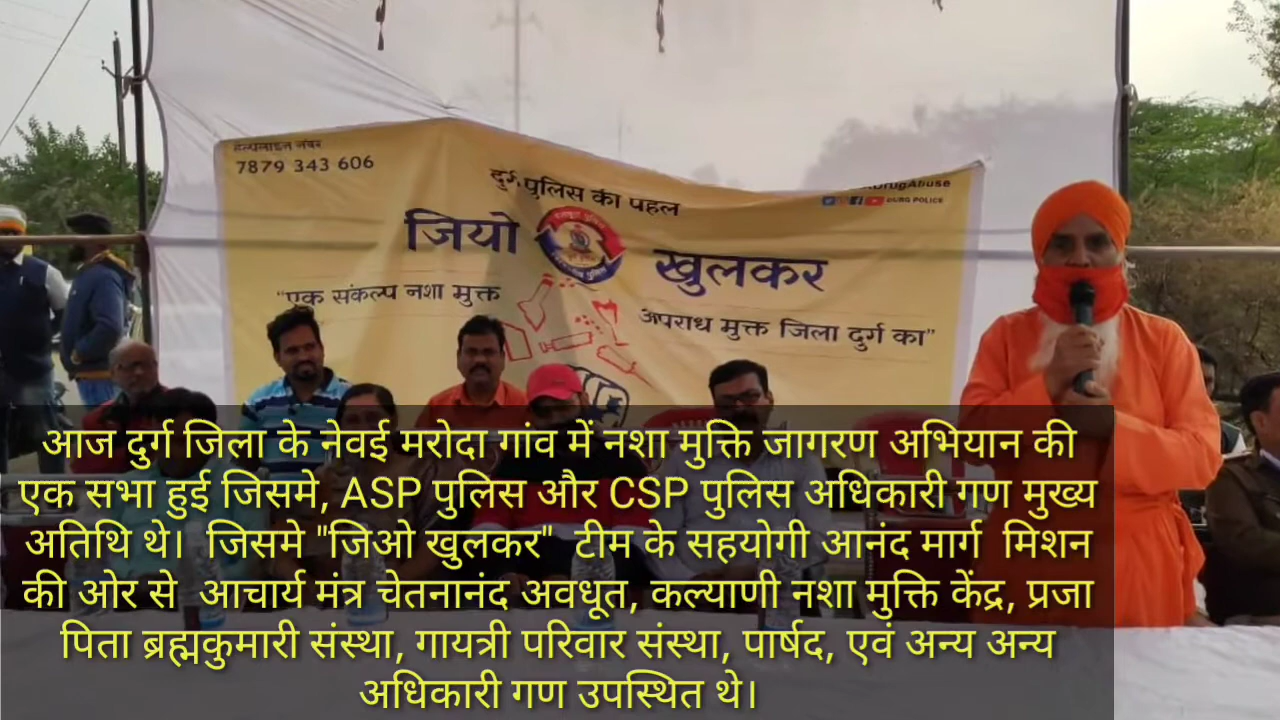 हेल्पलाइन नंबर
7879 343 606
दुर्ग पुलिस की पहल
DrugAbuse
DURG POLICE
जियो खुलकर
"एक संकल्प नशा मुक्त
अपराध मुक्त जिला दुर्ग का"
आज दुर्ग जिला के नेवई मरोदा गांव में नशा मुक्ति जागरण अभियान की
एक सभा हुई जिसमे, ASP पुलिस और CSP पुलिस अधिकारी गण मुख्य
अतिथि थे। जिसमे "जिओ खुलकर" टीम के सहयोगी आनंद मार्ग मिशन
की ओर से आचार्य मंत्र चेतनानंद अवधूत, कल्याणी नशा मुक्ति केंद्र, प्रजा
पिता ब्रह्मकुमारी संस्था, गायत्री परिवार संस्था, पार्षद, एवं अन्य अन्य
अधिकारी गण उपस्थित थे।